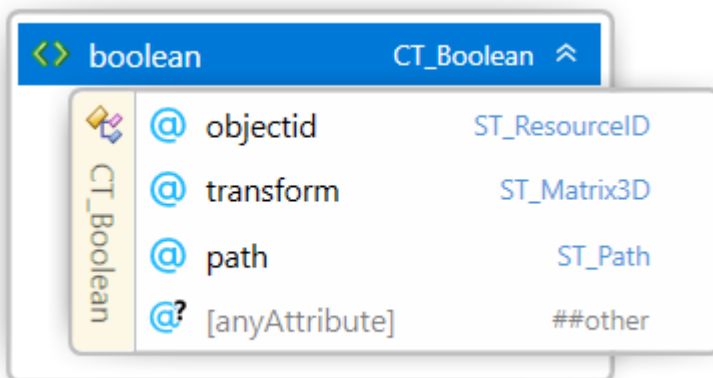 boolean CT_Boolean
CT_Boolean
@ objectid ST_ResourceID
@ transform ST_Matrix3D
@ path ST_Path
@? [anyAttribute] ##other